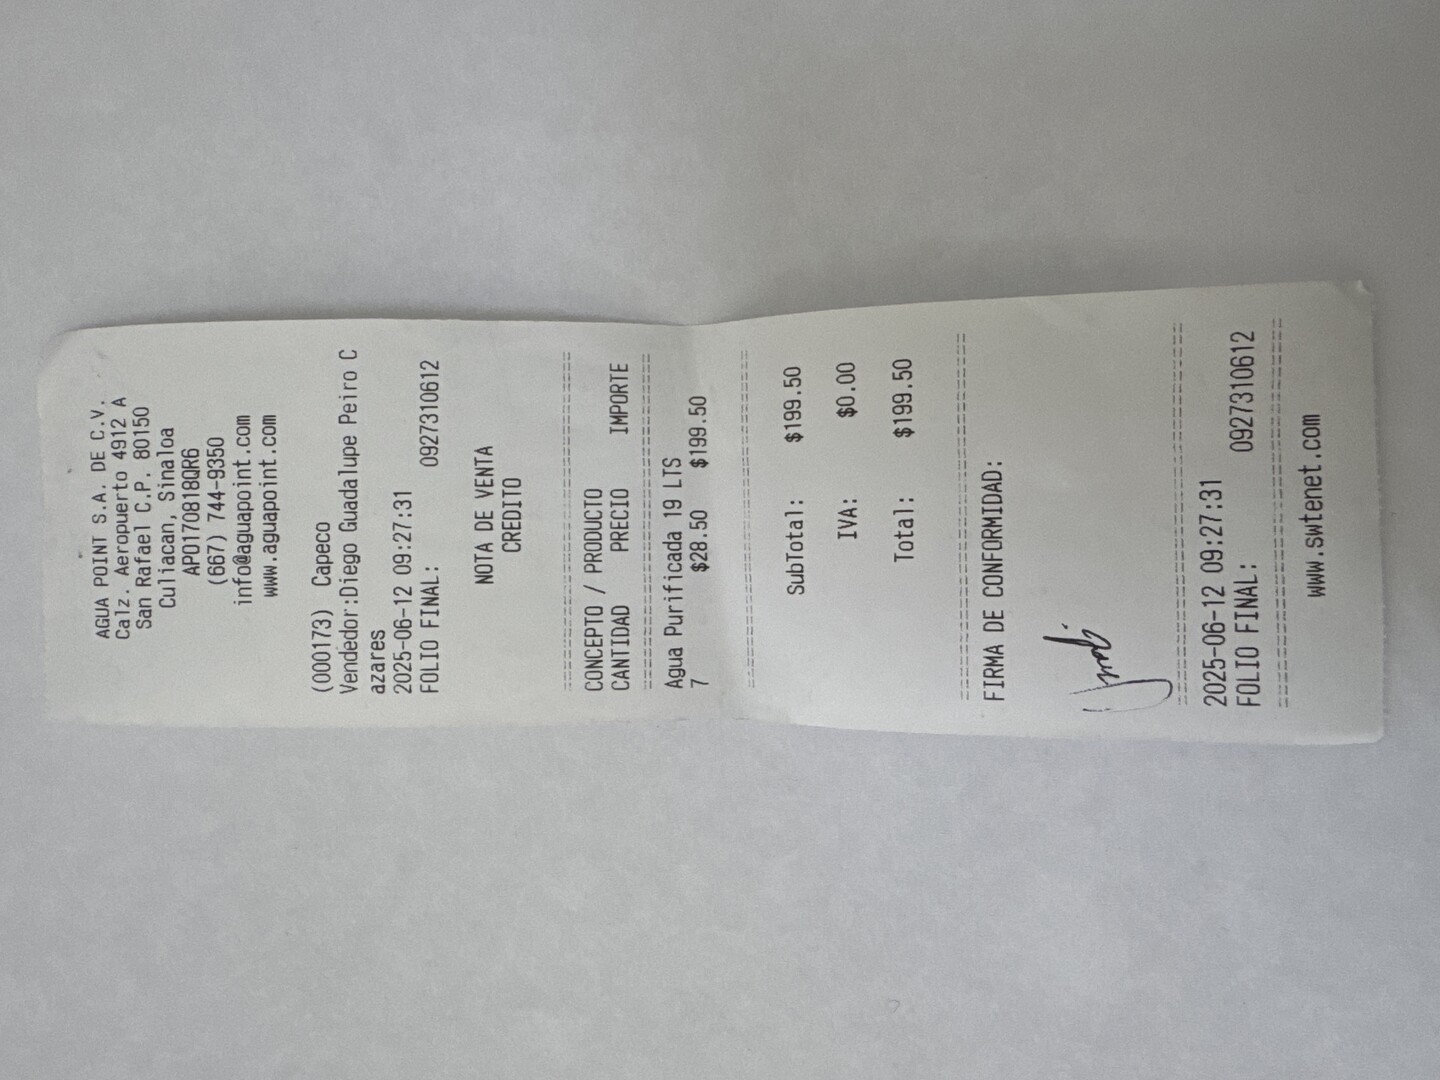 AGUA POINT S.A. DE C.V.
Calz. Aeropuerto 4912 A
San Rafael C.P. 80150
Culiacan, Sinaloa
APO170818QR6
(667) 744-9350
info@aguapoint.com
www.aguapoint.com
(000173) Capeco
Vendedor:Diego Guadalupe Peiro C
azares
2025-06-12 09:27:31
FOLIO FINAL: 0927310612
NOTA DE VENTA
CREDITO
================================
CONCEPTO / PRODUCTO
CANTIDAD PRECIO IMPORTE
================================
Agua Purificada 19 LTS
7 $28.50 $199.50
================================
SubTotal: $199.50
IVA: $0.00
Total: $199.50
================================
FIRMA DE CONFORMIDAD:
================================
2025-06-12 09:27:31
FOLIO FINAL: 0927310612
================================
www.swtenet.com